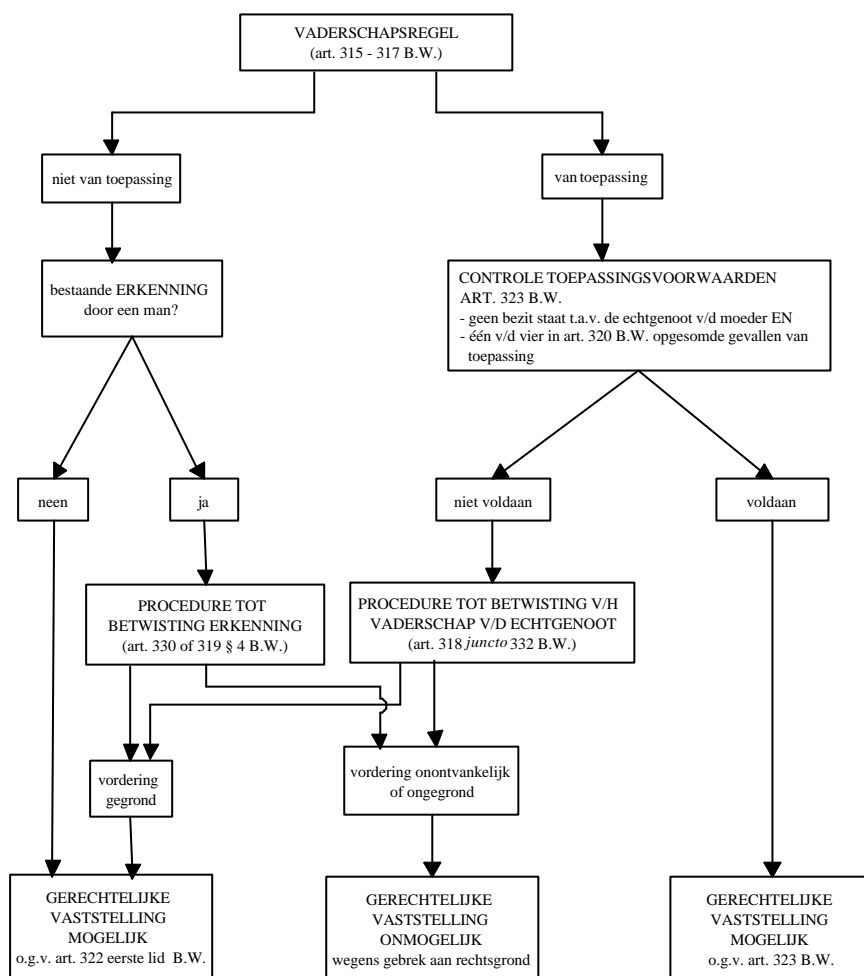 VADERSCHAPSREGEL
(art. 315 - 317 B.W.)
niet van toepassing
van toepassing
bestaande ERKENNING
door een man?
CONTROLE TOEPASSINGSVOORWAARDEN
ART. 323 B.W.
- geen bezit staat t.a.v. de echtgenoot v/d moeder EN
- één v/d vier in art. 320 B.W. opgesomde gevallen van
toepassing
neen
ja
niet voldaan
voldaan
PROCEDURE TOT
BETWISTING ERKENNING
(art. 330 of 319 § 4 B.W.)
PROCEDURE TOT BETWISTING V/H
VADERSCHAP V/D ECHTGENOOT
(art. 318 juncto 332 B.W.)
vordering
gegrond
vordering onontvankelijk
of ongegrond
GERECHTELIJKE
VASTSTELLING
MOGELIJK
o.g.v. art. 322 eerste lid B.W.
GERECHTELIJKE
VASTSTELLING
ONMOGELIJK
wegens gebrek aan rechtsgrond
GERECHTELIJKE
VASTSTELLING
MOGELIJK
o.g.v. art. 323 B.W.